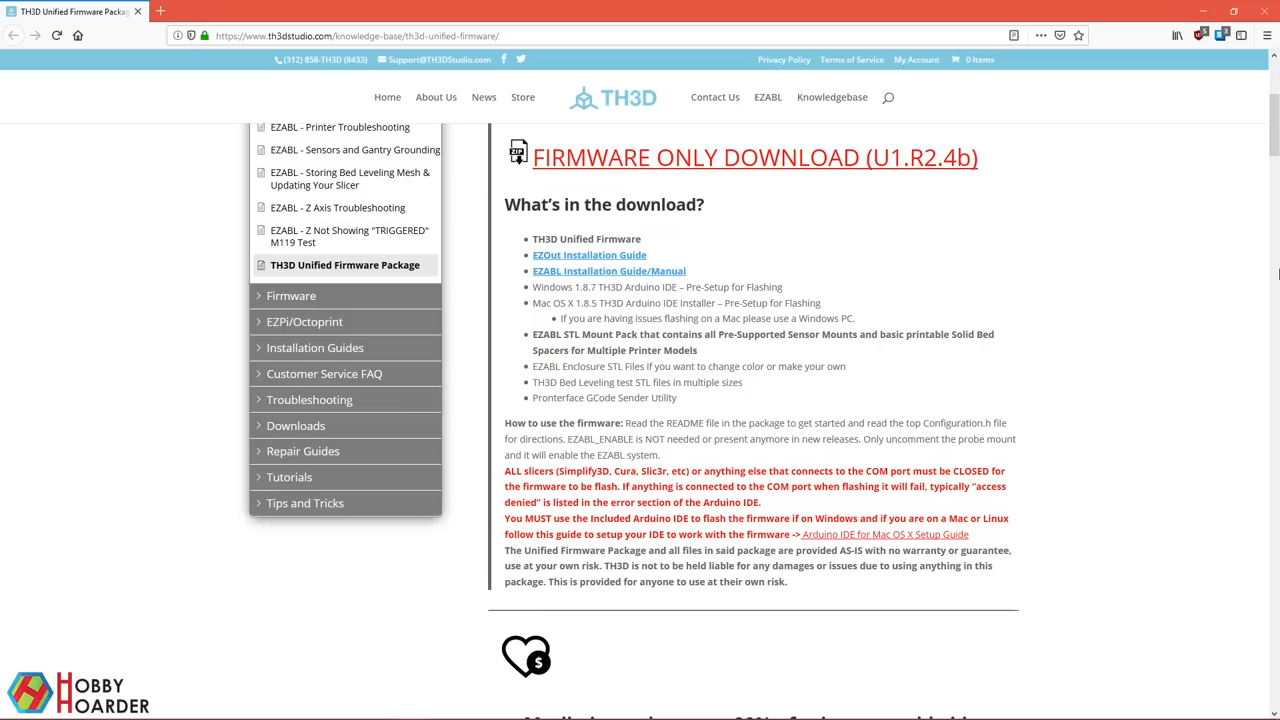 TH3D Unified Firmware Packag
https://www.th3dstudio.com/knowledge-base/th3d-unified-firmware/
(312) 858-TH3D (8433) Support@TH3DStudio.com
Privacy Policy Terms of Service My Account 0 Items
Home About Us News Store TH3D Contact Us EZABL Knowledgebase
EZABL - Printer Troubleshooting
EZABL - Sensors and Gantry Grounding
EZABL - Storing Bed Leveling Mesh &
Updating Your Slicer
EZABL - Z Axis Troubleshooting
EZABL - Z Not Showing "TRIGGERED"
M119 Test
TH3D Unified Firmware Package
Firmware
EZPi/Octoprint
Installation Guides
Customer Service FAQ
Troubleshooting
Downloads
Repair Guides
Tutorials
Tips and Tricks
ZIP
FIRMWARE ONLY DOWNLOAD (U1.R2.4b)
What's in the download?
TH3D Unified Firmware
EZOut Installation Guide
EZABL Installation Guide/Manual
Windows 1.8.7 TH3D Arduino IDE – Pre-Setup for Flashing
Mac OS X 1.8.5 TH3D Arduino IDE Installer – Pre-Setup for Flashing
If you are having issues flashing on a Mac please use a Windows PC.
EZABL STL Mount Pack that contains all Pre-Supported Sensor Mounts and basic printable Solid Bed
Spacers for Multiple Printer Models
EZABL Enclosure STL Files if you want to change color or make your own
TH3D Bed Leveling test STL files in multiple sizes
Pronterface GCode Sender Utility
How to use the firmware: Read the README file in the package to get started and read the top Configuration.h file
for directions. EZABL_ENABLE is NOT needed or present anymore in new releases. Only uncomment the probe mount
and it will enable the EZABL system.
ALL slicers (Simplify3D, Cura, Slic3r, etc) or anything else that connects to the COM port must be CLOSED for
the firmware to be flash. If anything is connected to the COM port when flashing it will fail, typically “access
denied” is listed in the error section of the Arduino IDE.
You MUST use the Included Arduino IDE to flash the firmware if on Windows and if you are on a Mac or Linux
follow this guide to setup your IDE to work with the firmware -> Arduino IDE for Mac OS X Setup Guide
The Unified Firmware Package and all files in said package are provided AS-IS with no warranty or guarantee,
use at your own risk. TH3D is not to be held liable for any damages or issues due to using anything in this
package. This is provided for anyone to use at their own risk.
$
HOBBY
HOARDER